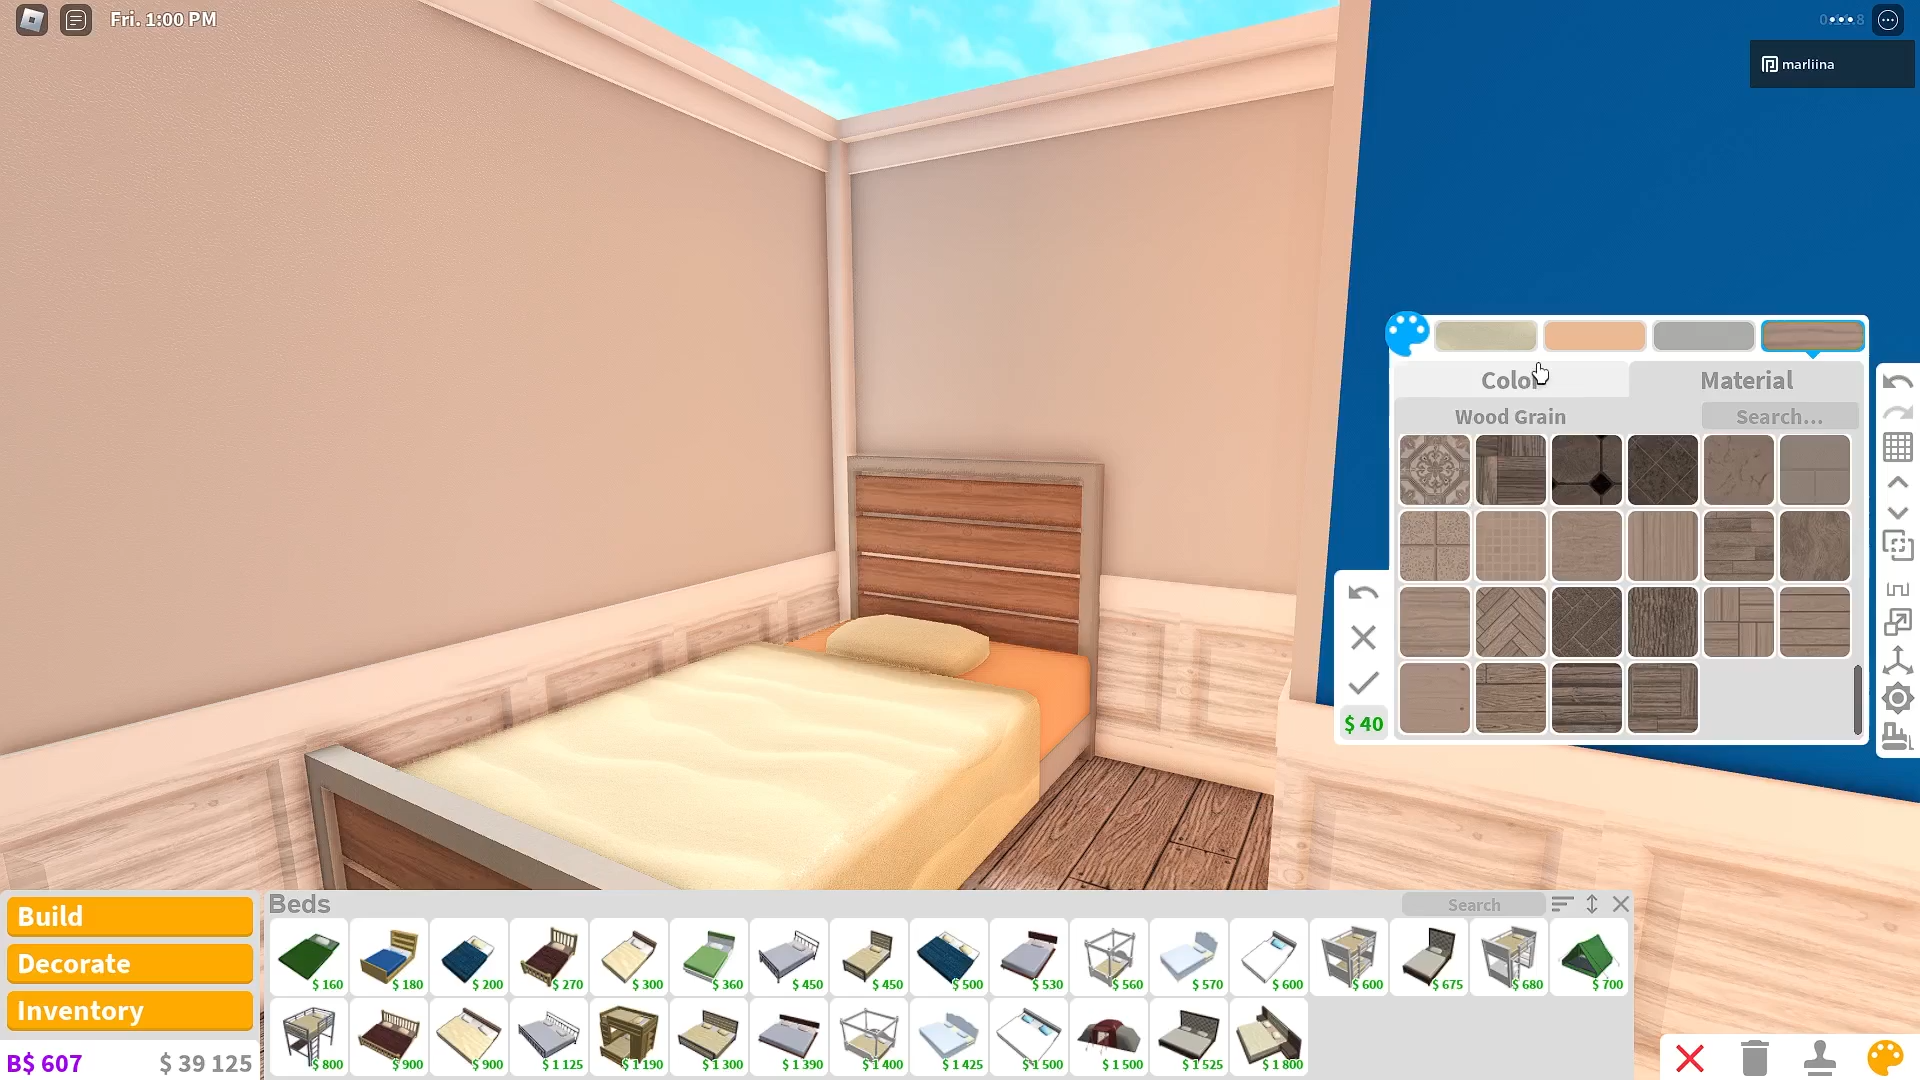 Fri. 1:00 PM
marliina
Color
Material
Wood Grain
Search...
$ 40
Build
Decorate
Inventory
B$ 607
$ 39 125
Beds
Search
$ 160
$ 180
$ 200
$ 270
$ 300
$ 360
$ 450
$ 450
$ 500
$ 530
$ 560
$ 570
$ 600
$ 600
$ 675
$ 680
$ 700
$ 800
$ 900
$ 900
$ 1 125
$ 1 190
$ 1 300
$ 1 390
$ 1 400
$ 1 425
$ 1 500
$ 1 500
$ 1 525
$ 1 800